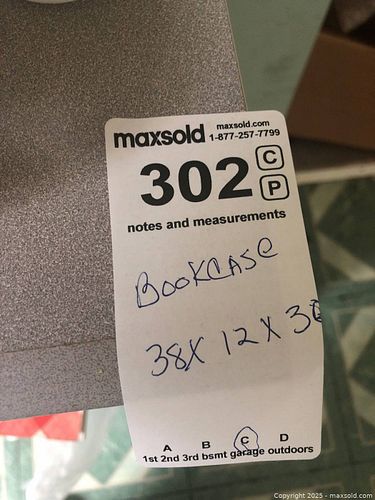 maxsold maxsold.com
1-877-257-7799
302 C
P
notes and measurements
BOOKCASE
38X 12 X 30
A B C D
1st 2nd 3rd bsmt garage outdoors
Copyright 2025 - maxsold.com